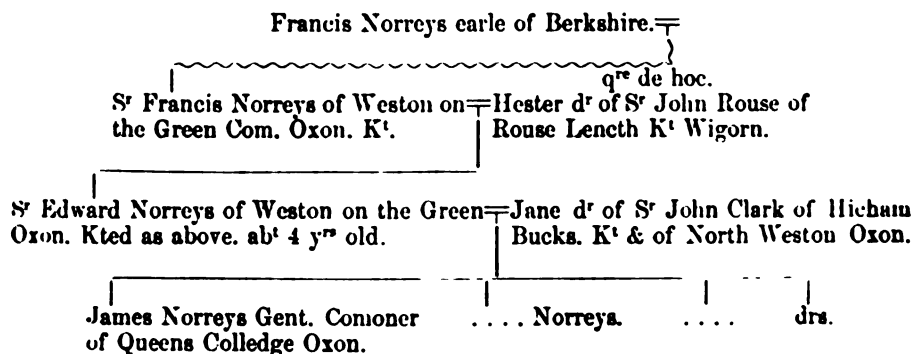 Francis Norreys earle of Berkshire.
qʳᵉ de hoc.
Sʳ Francis Norreys of Weston on
the Green Com. Oxon. Kᵗ.
Hester dʳ of Sʳ John Rouse of
Rouse Lencth Kᵗ Wigorn.
Sʳ Edward Norreys of Weston on the Green
Oxon. Kted as above. abᵗ 4 yʳˢ old.
Jane dʳ of Sʳ John Clark of Hicham
Bucks. Kᵗ & of North Weston Oxon.
James Norreys Gent. Comoner
of Queens Colledge Oxon.
.... Norreys.
....
drs.